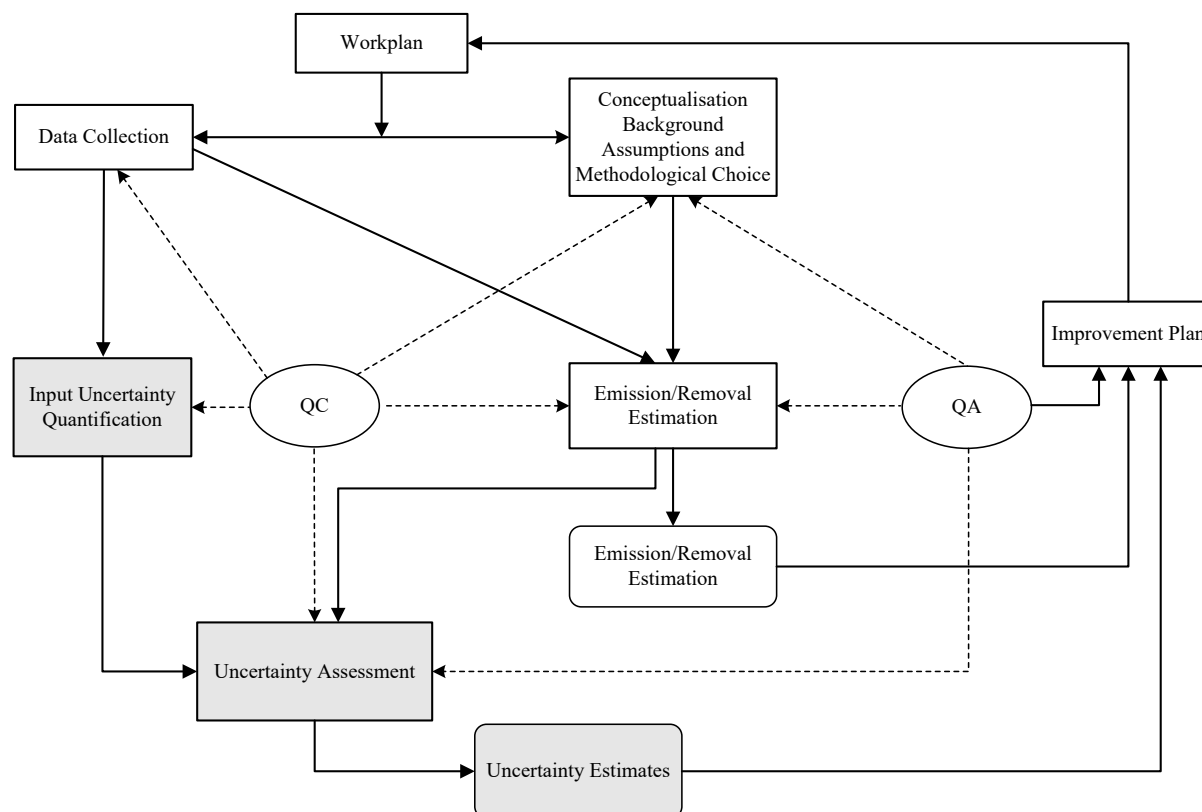 Workplan
Data Collection
Conceptualisation
Background
Assumptions and
Methodological Choice
Improvement Plan
Input Uncertainty
Quantification
QC
Emission/Removal
Estimation
QA
Emission/Removal
Estimation
Uncertainty Assessment
Uncertainty Estimates